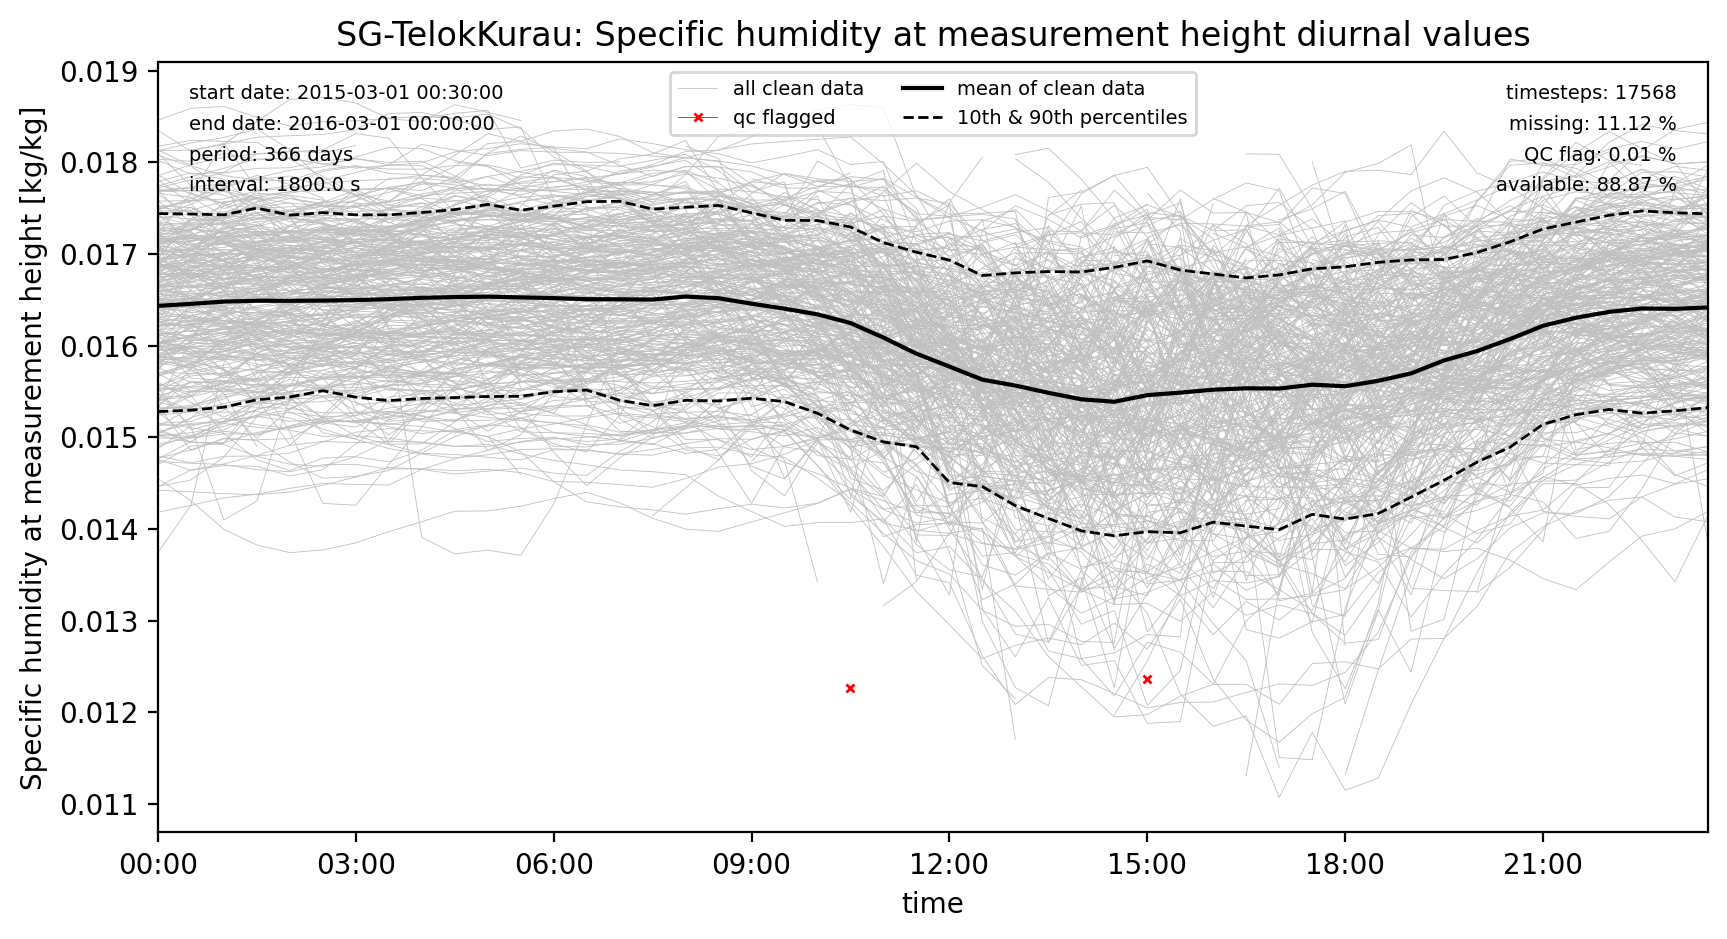 SG-TelokKurau: Specific humidity at measurement height diurnal values
Specific humidity at measurement height [kg/kg]
0.019
0.018
0.017
0.016
0.015
0.014
0.013
0.012
0.011
start date: 2015-03-01 00:30:00
end date: 2016-03-01 00:00:00
period: 366 days
interval: 1800.0 s
all clean data
qc flagged
mean of clean data
10th & 90th percentiles
timesteps: 17568
missing: 11.12 %
QC flag: 0.01 %
available: 88.87 %
00:00 03:00 06:00 09:00 12:00 15:00 18:00 21:00
time